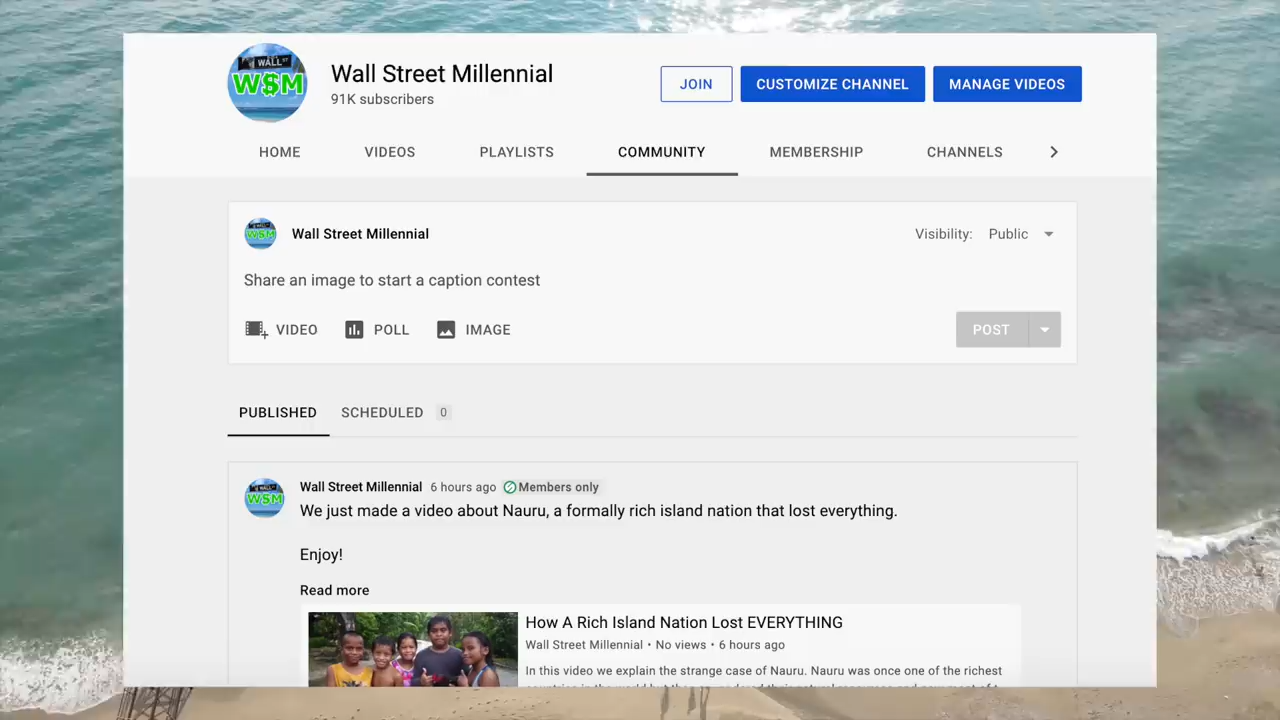 WALL ST
W$M
Wall Street Millennial
91K subscribers
JOIN
CUSTOMIZE CHANNEL
MANAGE VIDEOS
HOME
VIDEOS
PLAYLISTS
COMMUNITY
MEMBERSHIP
CHANNELS
W$M
Wall Street Millennial
Visibility: Public
Share an image to start a caption contest
VIDEO
POLL
IMAGE
POST
PUBLISHED
SCHEDULED 0
WALL
W$M
Wall Street Millennial 6 hours ago Members only
We just made a video about Nauru, a formally rich island nation that lost everything.
Enjoy!
Read more
How A Rich Island Nation Lost EVERYTHING
Wall Street Millennial • No views • 6 hours ago
In this video we explain the strange case of Nauru. Nauru was once one of the richest